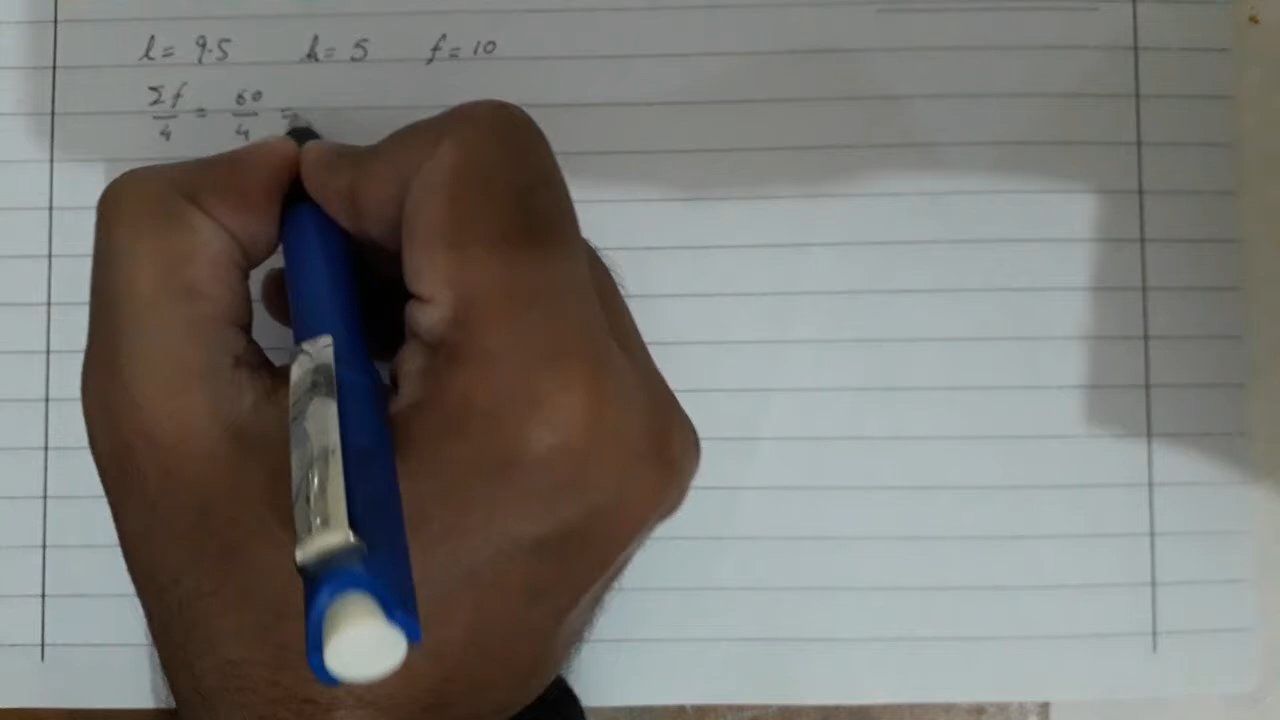 l = 9.5 h = 5 f = 10
Σf/4 = 60/4 =